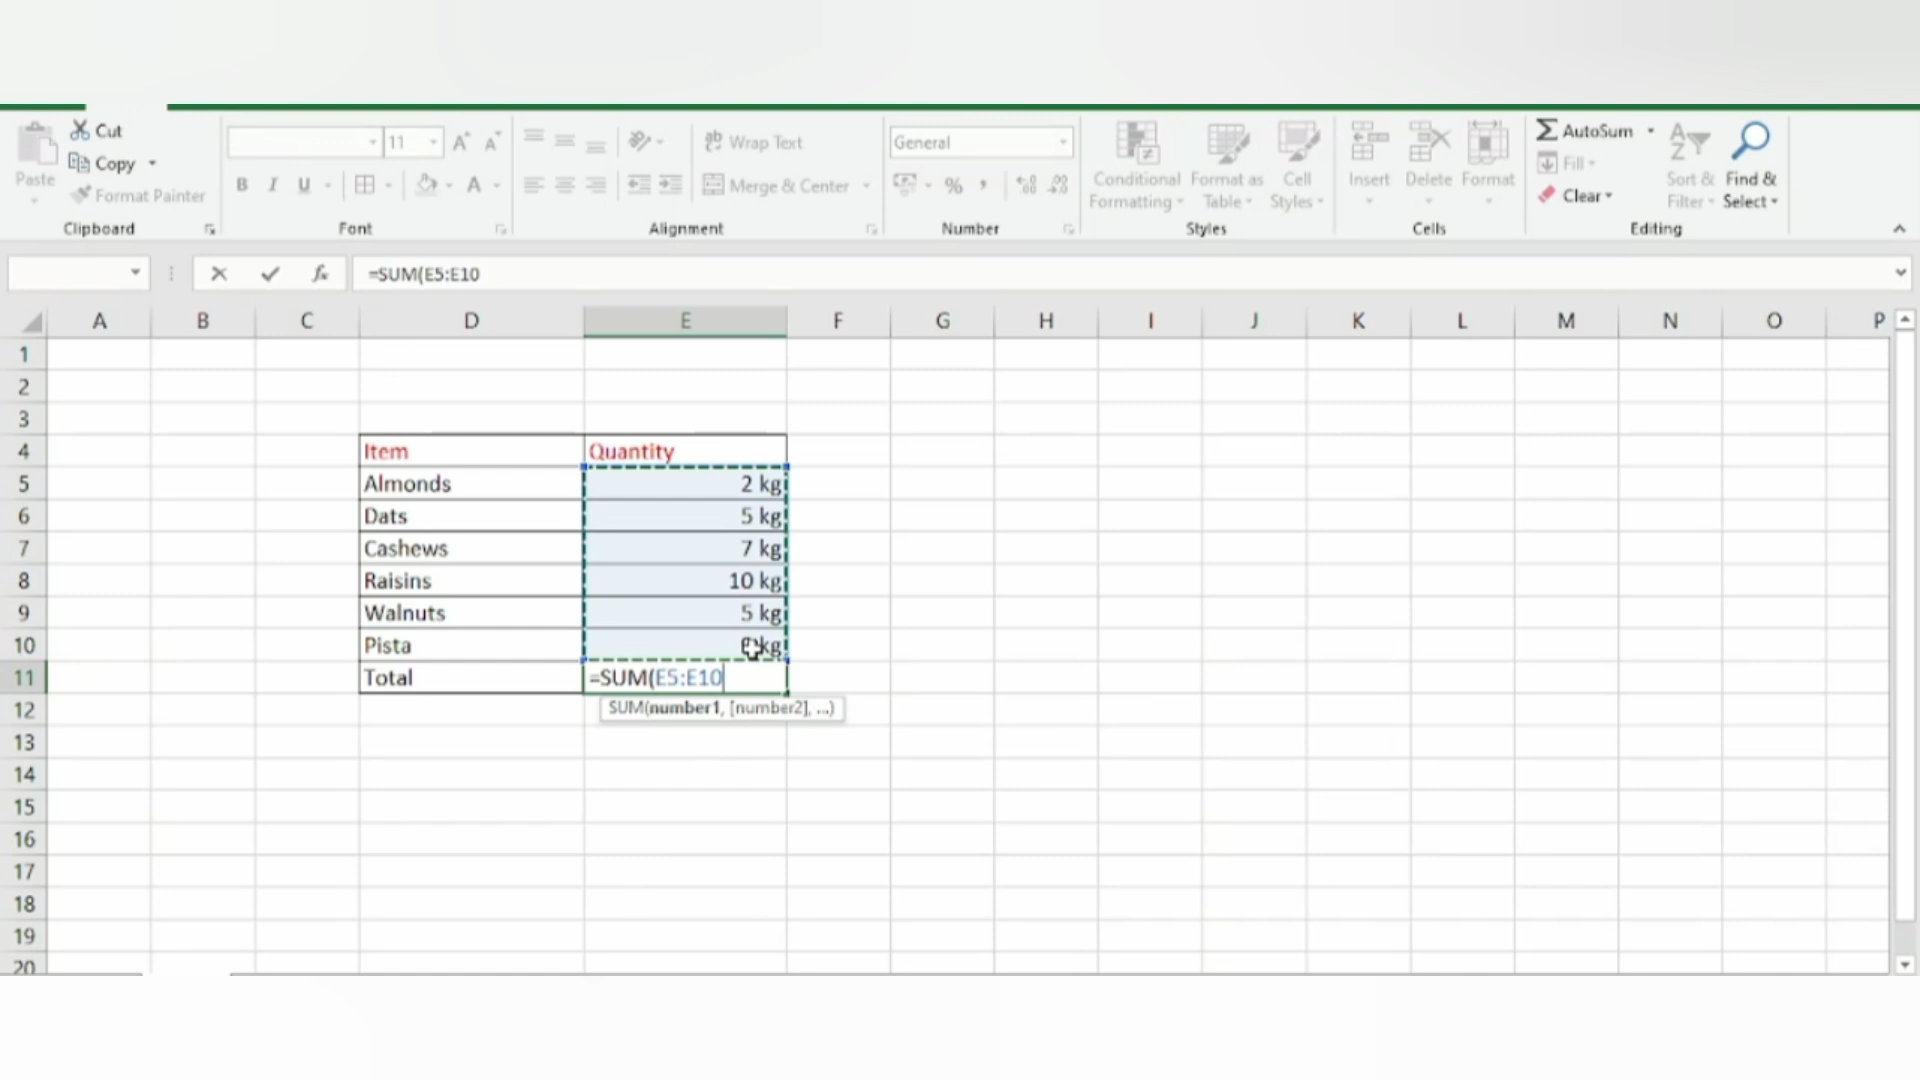 Cut
Copy
Format Painter
Paste
Clipboard
11
A A
B I U A
Font
Wrap Text
Merge & Center
Alignment
General
%
Number
Conditional Formatting
Format as Table
Cell Styles
Styles
Insert
Delete
Format
Cells
AutoSum
Fill
Clear
Sort & Filter
Find & Select
Editing
fx =SUM(E5:E10
A B C D E F G H I J K L M N O P
1
2
3
4 Item Quantity
5 Almonds 2 kg
6 Dats 5 kg
7 Cashews 7 kg
8 Raisins 10 kg
9 Walnuts 5 kg
10 Pista kg
11 Total =SUM(E5:E10
12 SUM(number1, [number2], ...)
13
14
15
16
17
18
19
20